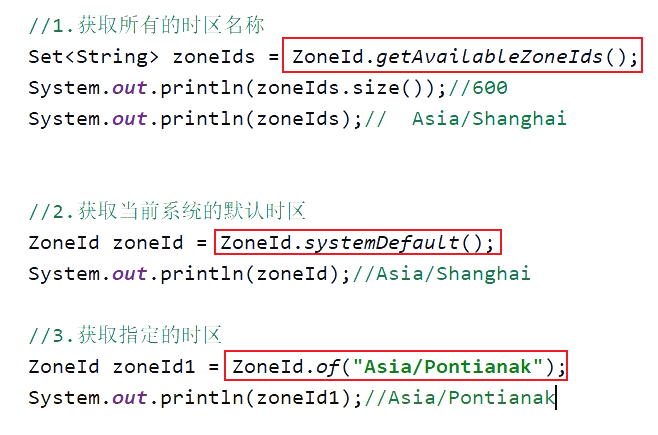 //1.获取所有的时区名称
Set<String> zoneIds = ZoneId.getAvailableZoneIds();
System.out.println(zoneIds.size());//600
System.out.println(zoneIds);//  Asia/Shanghai
//2.获取当前系统的默认时区
ZoneId zoneId = ZoneId.systemDefault();
System.out.println(zoneId);//Asia/Shanghai
//3.获取指定的时区
ZoneId zoneId1 = ZoneId.of("Asia/Pontianak");
System.out.println(zoneId1);//Asia/Pontianak